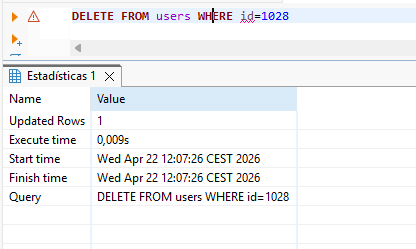 DELETE FROM users WHERE id=1028
Estadísticas 1
Name Value
Updated Rows 1
Execute time 0,009s
Start time Wed Apr 22 12:07:26 CEST 2026
Finish time Wed Apr 22 12:07:26 CEST 2026
Query DELETE FROM users WHERE id=1028